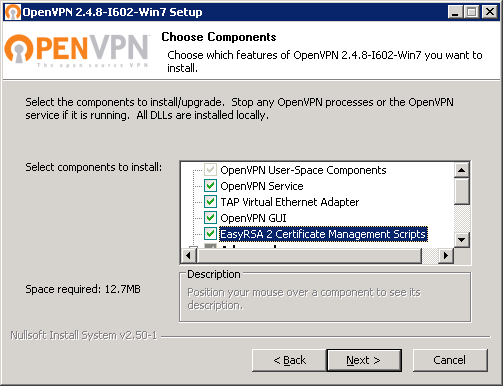 OpenVPN 2.4.8-I602-Win7 Setup
OPENVPN
The open source VPN
Choose Components
Choose which features of OpenVPN 2.4.8-I602-Win7 you want to
install.
Select the components to install/upgrade. Stop any OpenVPN processes or the OpenVPN
service if it is running. All DLLs are installed locally.
Select components to install:
OpenVPN User-Space Components
OpenVPN Service
TAP Virtual Ethernet Adapter
OpenVPN GUI
EasyRSA 2 Certificate Management Scripts
Space required: 12.7MB
Description
Position your mouse over a component to see its
description.
Nullsoft Install System v2.50-1
< Back
Next >
Cancel